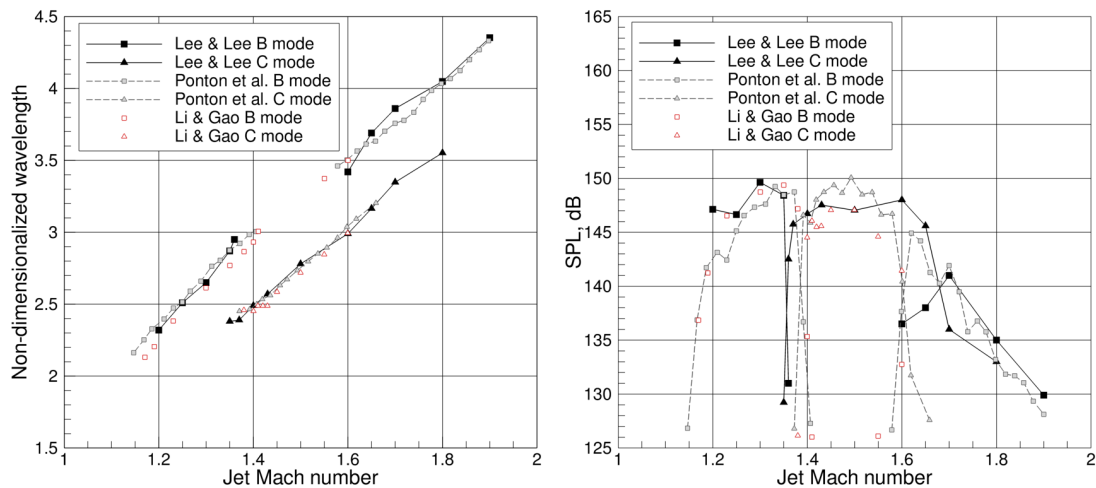 4.5
4
3.5
3
2.5
2
1.5
Non-dimensionalized wavelength
Lee & Lee B mode
Lee & Lee C mode
Ponton et al. B mode
Ponton et al. C mode
Li & Gao B mode
Li & Gao C mode
1
1.2
1.4
1.6
1.8
2
Jet Mach number
165
160
155
150
145
140
135
130
125
SPL, dB
Lee & Lee B mode
Lee & Lee C mode
Ponton et al. B mode
Ponton et al. C mode
Li & Gao B mode
Li & Gao C mode
1
1.2
1.4
1.6
1.8
2
Jet Mach number